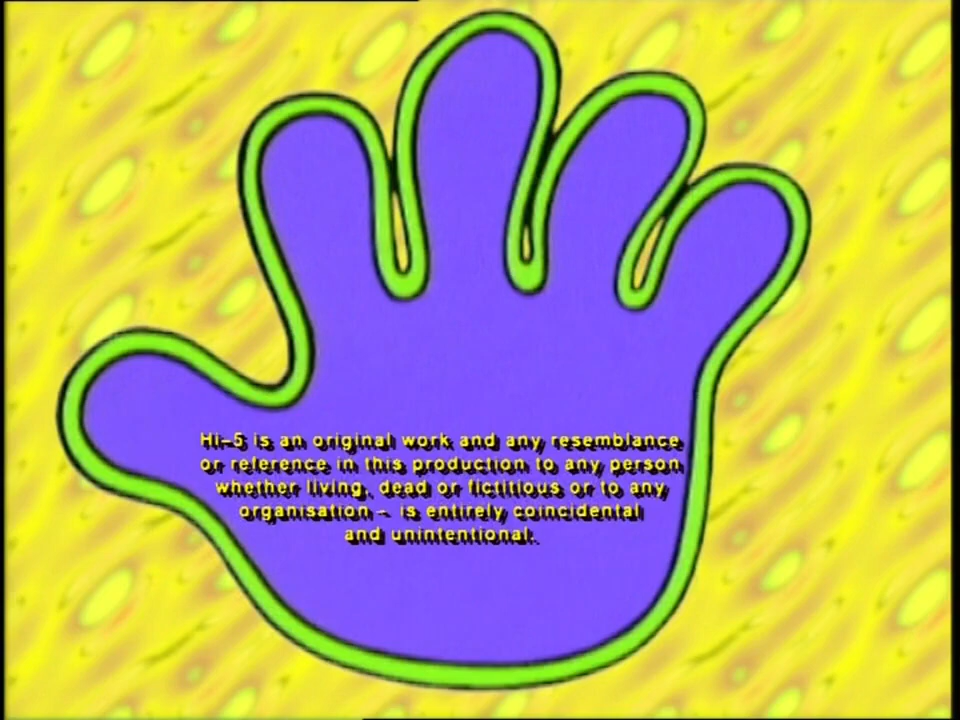 Hi-5 is an original work and any resemblance
or reference in this production to any person
whether living, dead or fictitious or to any
organisation - is entirely coincidental
and unintentional.